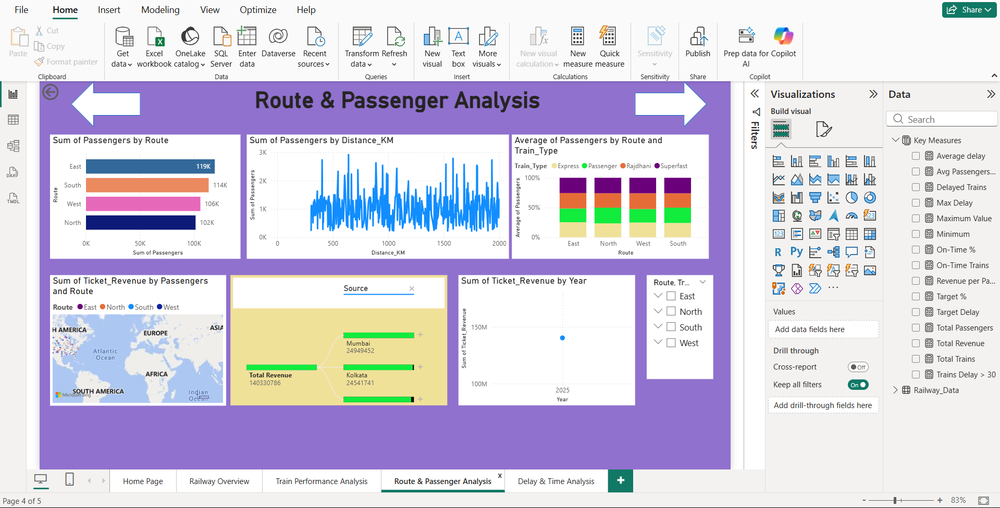 File Home Insert Modeling View Optimize Help Share
Paste
Cut
Copy
Format painter
Clipboard
Get data
Excel workbook
OneLake catalog
SQL Server
Enter data
Dataverse
Recent sources
Data
Transform data
Refresh
Queries
New visual
Text box
More visuals
Insert
New visual calculation
New measure
Quick measure
Calculations
Sensitivity
Sensitivity
Publish
Share
Prep data for AI
Copilot
Copilot
DAX
TMDL
Route & Passenger Analysis
Sum of Passengers by Route
Route
East 119K
South 114K
West 106K
North 102K
0K 50K 100K
Sum of Passengers
Sum of Passengers by Distance_KM
Sum of Passengers
3K
2K
1K
0K
0 500 1000 1500 2000
Distance_KM
Average of Passengers by Route and
Train_Type
Train_Type Express Passenger Rajdhani Superfast
Average of Passengers
100%
50%
0%
East North West South
Route
Sum of Ticket_Revenue by Passengers
and Route
Route East North South West
H AMERICA
EUROPE
ASIA
Atlantic
Ocean
AFRICA
SOUTH AMERICA
Indian
Microsoft Bing
Terms
Source
Mumbai
24949452
Total Revenue
140330786
Kolkata
24541741
Sum of Ticket_Revenue by Year
Sum of Ticket_Revenue
150M
100M
2025
Year
Route, Tr...
East
North
South
West
Filters
Visualizations
Build visual
123
123
R
Py
Values
Add data fields here
Drill through
Cross-report Off
Keep all filters On
Add drill-through fields here
Data
Search
Key Measures
Average delay
Avg Passengers...
Delayed Trains
Max Delay
Maximum Value
Minimum
On-Time %
On-Time Trains
Revenue per Pa...
Target %
Target Delay
Total Passengers
Total Revenue
Total Trains
Trains Delay > 30
Railway_Data
Home Page Railway Overview Train Performance Analysis Route & Passenger Analysis x Delay & Time Analysis +
Page 4 of 5
- + 83%